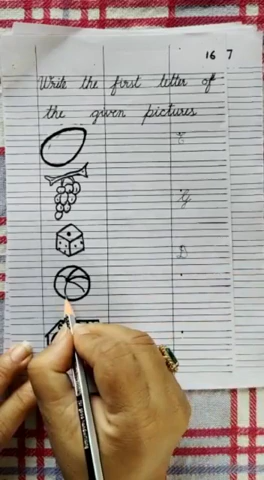 16 7
Write the first letter of
the given pictures
E
G
D